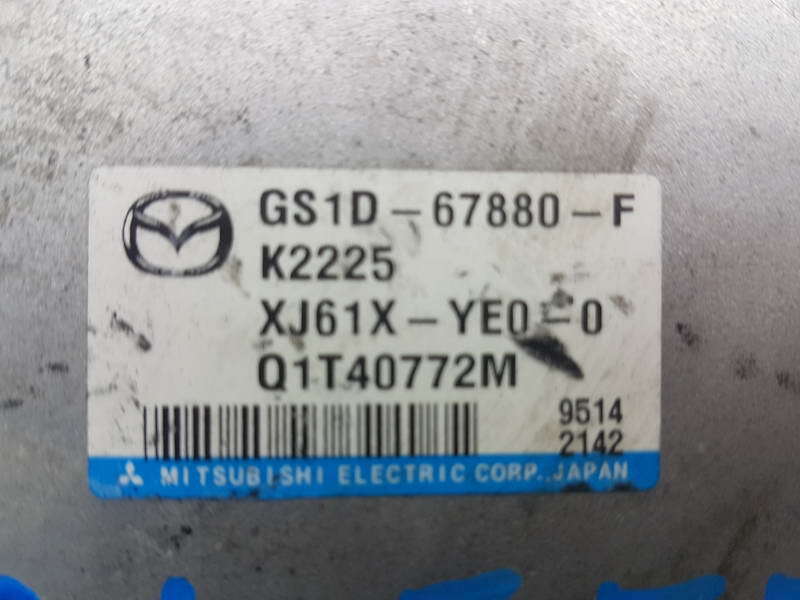 GS1D-67880-F
K2225
XJ61X-YE0-0
Q1T40772M
9514
2142
MITSUBISHI ELECTRIC CORP. JAPAN